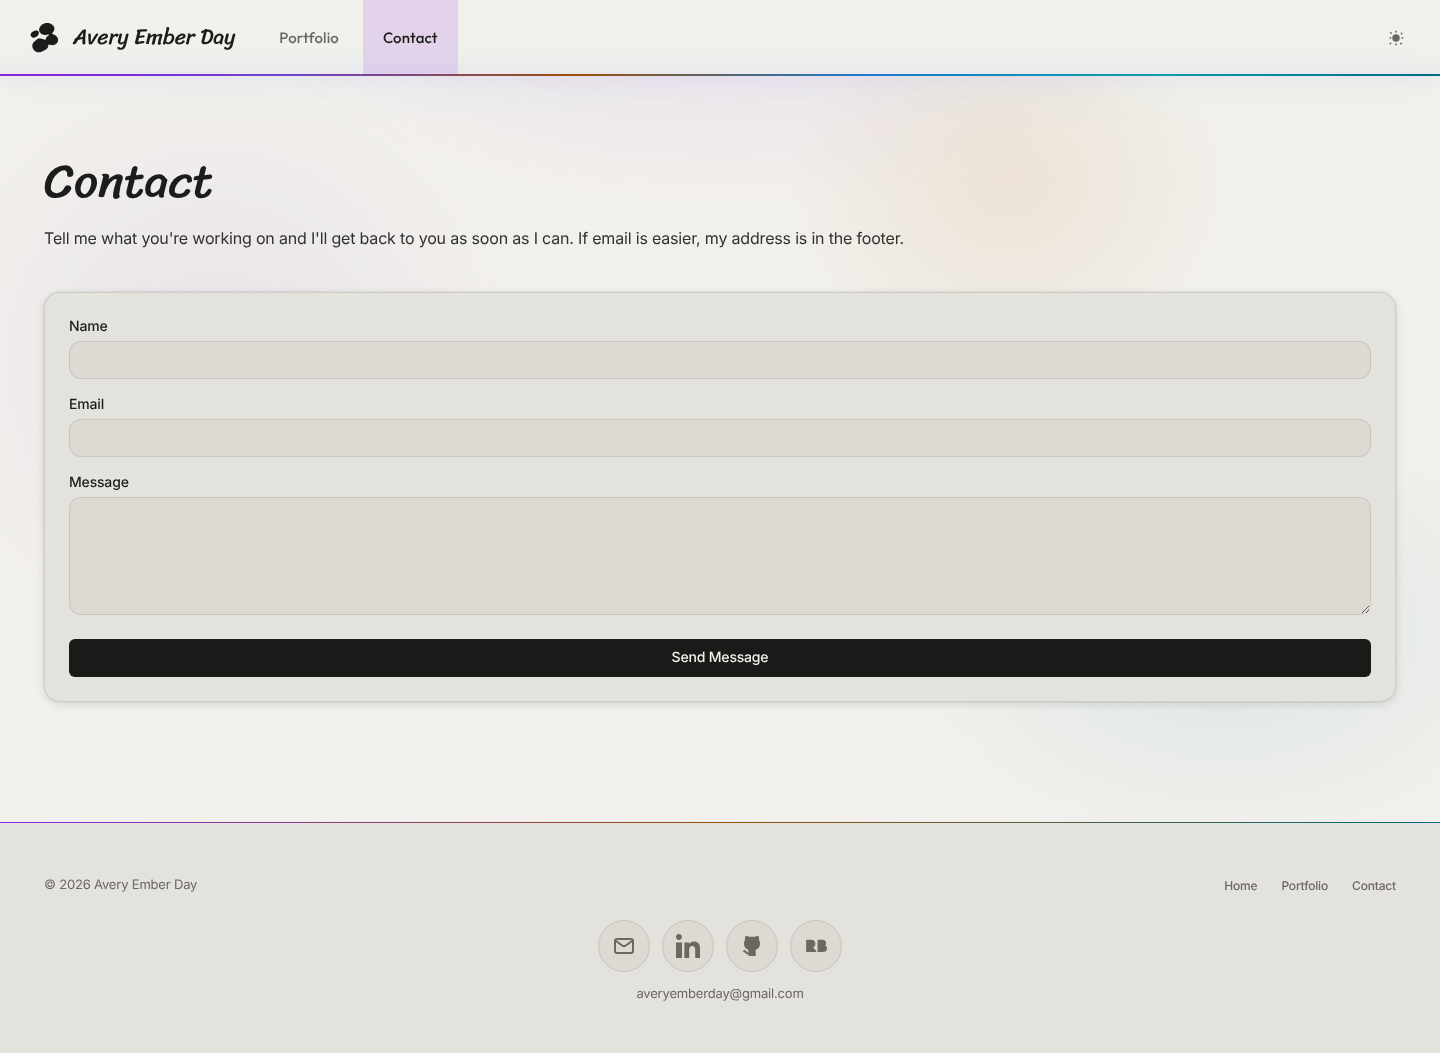 Avery Ember Day
Portfolio
Contact
Contact
Tell me what you're working on and I'll get back to you as soon as I can. If email is easier, my address is in the footer.
Name
Email
Message
Send Message
© 2026 Avery Ember Day
Home
Portfolio
Contact
in
RB
averyemberday@gmail.com